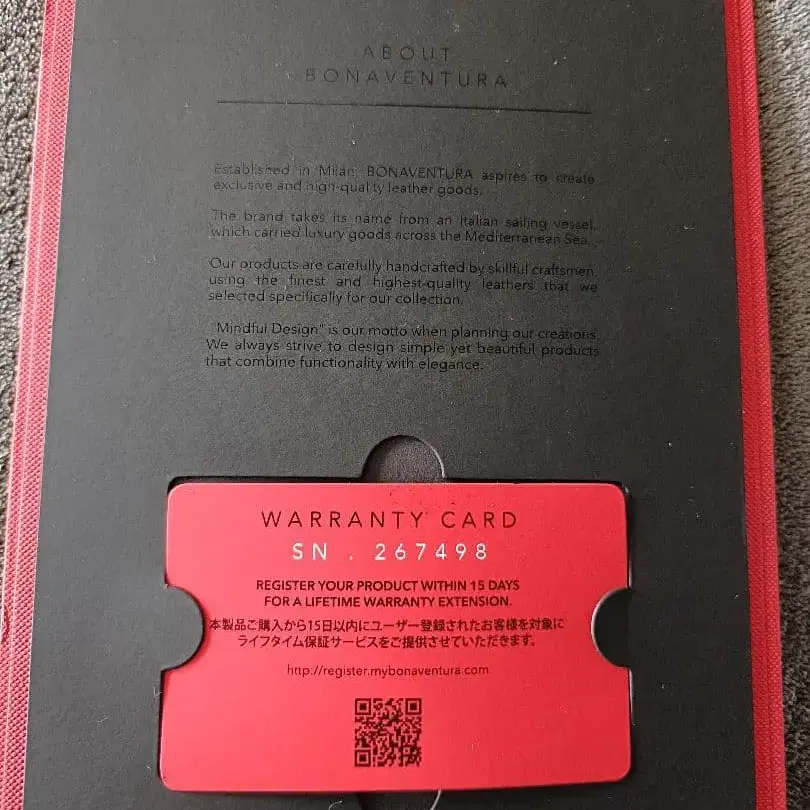 ABOUT
BONAVENTURA
Established in Milan, BONAVENTURA aspires to create
exclusive and high-quality leather goods.
The brand takes its name from an Italian sailing vessel,
which carried luxury goods across the Mediterranean Sea.
Our products are carefully handcrafted by skillful craftsmen,
using the finest and highest-quality leathers that we
selected specifically for our collection.
"Mindful Design" is our motto when planning our creations.
We always strive to design simple yet beautiful products
that combine functionality with elegance.
WARRANTY CARD
SN . 267498
REGISTER YOUR PRODUCT WITHIN 15 DAYS
FOR A LIFETIME WARRANTY EXTENSION.
本製品ご購入から15日以内にユーザー登録されたお客様を対象に
ライフタイム保証サービスをご提供させていただきます。
http://register.mybonaventura.com